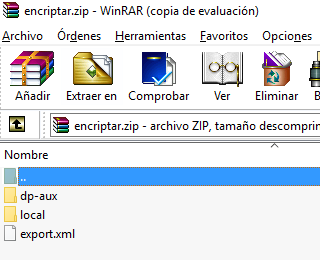 encriptar.zip - WinRAR (copia de evaluación)
Archivo Órdenes Herramientas Favoritos Opciones
Añadir Extraer en Comprobar Ver Eliminar
encriptar.zip - archivo ZIP, tamaño
Nombre
..
dp-aux
local
export.xml